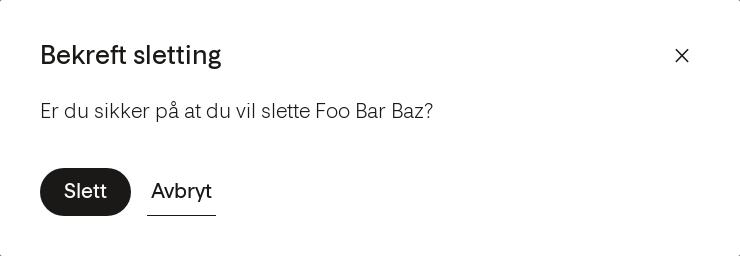 Bekreft sletting
Er du sikker på at du vil slette Foo Bar Baz?
Slett Avbryt